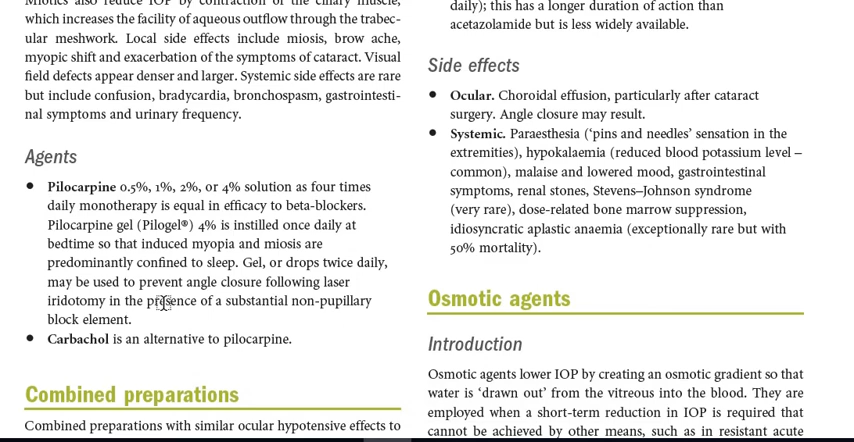 Miotics also reduce IOP by contraction of the ciliary muscle,
which increases the facility of aqueous outflow through the trabec-
ular meshwork. Local side effects include miosis, brow ache,
myopic shift and exacerbation of the symptoms of cataract. Visual
field defects appear denser and larger. Systemic side effects are rare
but include confusion, bradycardia, bronchospasm, gastrointesti-
nal symptoms and urinary frequency.
Agents
● Pilocarpine 0.5%, 1%, 2%, or 4% solution as four times
daily monotherapy is equal in efficacy to beta-blockers.
Pilocarpine gel (Pilogel®) 4% is instilled once daily at
bedtime so that induced myopia and miosis are
predominantly confined to sleep. Gel, or drops twice daily,
may be used to prevent angle closure following laser
iridotomy in the presence of a substantial non-pupillary
block element.
● Carbachol is an alternative to pilocarpine.
Combined preparations
Combined preparations with similar ocular hypotensive effects to
daily); this has a longer duration of action than
acetazolamide but is less widely available.
Side effects
● Ocular. Choroidal effusion, particularly after cataract
surgery. Angle closure may result.
● Systemic. Paraesthesia (‘pins and needles’ sensation in the
extremities), hypokalaemia (reduced blood potassium level –
common), malaise and lowered mood, gastrointestinal
symptoms, renal stones, Stevens–Johnson syndrome
(very rare), dose-related bone marrow suppression,
idiosyncratic aplastic anaemia (exceptionally rare but with
50% mortality).
Osmotic agents
Introduction
Osmotic agents lower IOP by creating an osmotic gradient so that
water is ‘drawn out’ from the vitreous into the blood. They are
employed when a short-term reduction in IOP is required that
cannot be achieved by other means, such as in resistant acute